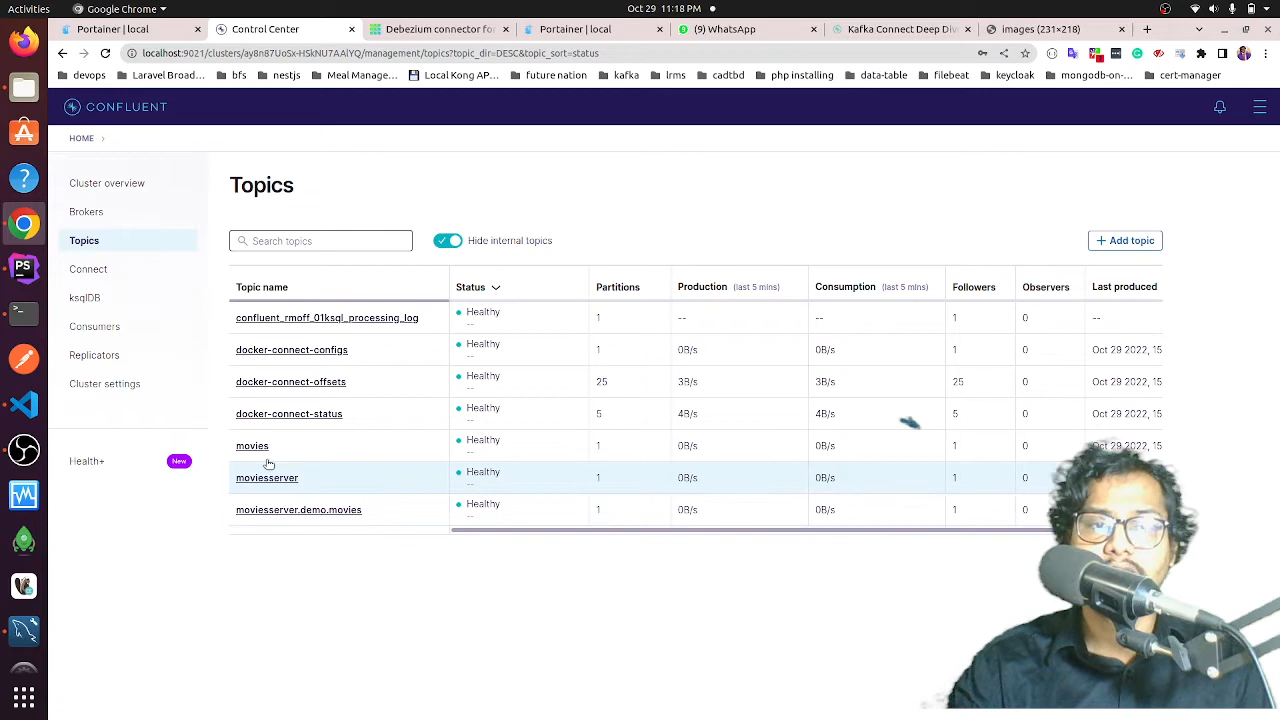 Activities
Google Chrome
Oct 29 11:18 PM
Portainer | local
Control Center
Debezium connector for
Portainer | local
(9) WhatsApp
Kafka Connect Deep Div
images (231×218)
localhost:9021/clusters/ay8n87UoSx-HSkNU7AAlYQ/management/topics?topic_dir=DESC&topic_sort=status
devops
Laravel Broad...
bfs
nestjs
Meal Manage...
Local Kong AP...
future nation
kafka
lrms
cadtbd
php installing
data-table
filebeat
keycloak
mongodb-on-...
cert-manager
CONFLUENT
HOME
Cluster overview
Brokers
Topics
Connect
ksqlDB
Consumers
Replicators
Cluster settings
Health+
New
Topics
Search topics
Hide internal topics
+ Add topic
Topic name Status Partitions Production (last 5 mins) Consumption (last 5 mins) Followers Observers Last produced
confluent_rmoff_01ksql_processing_log Healthy -- 1 -- -- 1 0 --
docker-connect-configs Healthy -- 1 0B/s 0B/s 1 0 Oct 29 2022, 15
docker-connect-offsets Healthy -- 25 3B/s 3B/s 25 0 Oct 29 2022, 15
docker-connect-status Healthy -- 5 4B/s 4B/s 5 0 Oct 29 2022, 15
movies Healthy -- 1 0B/s 0B/s 1 0 Oct 29 2022, 15
moviesserver Healthy -- 1 0B/s 0B/s 1 0
moviesserver.demo.movies Healthy -- 1 0B/s 0B/s 1 0